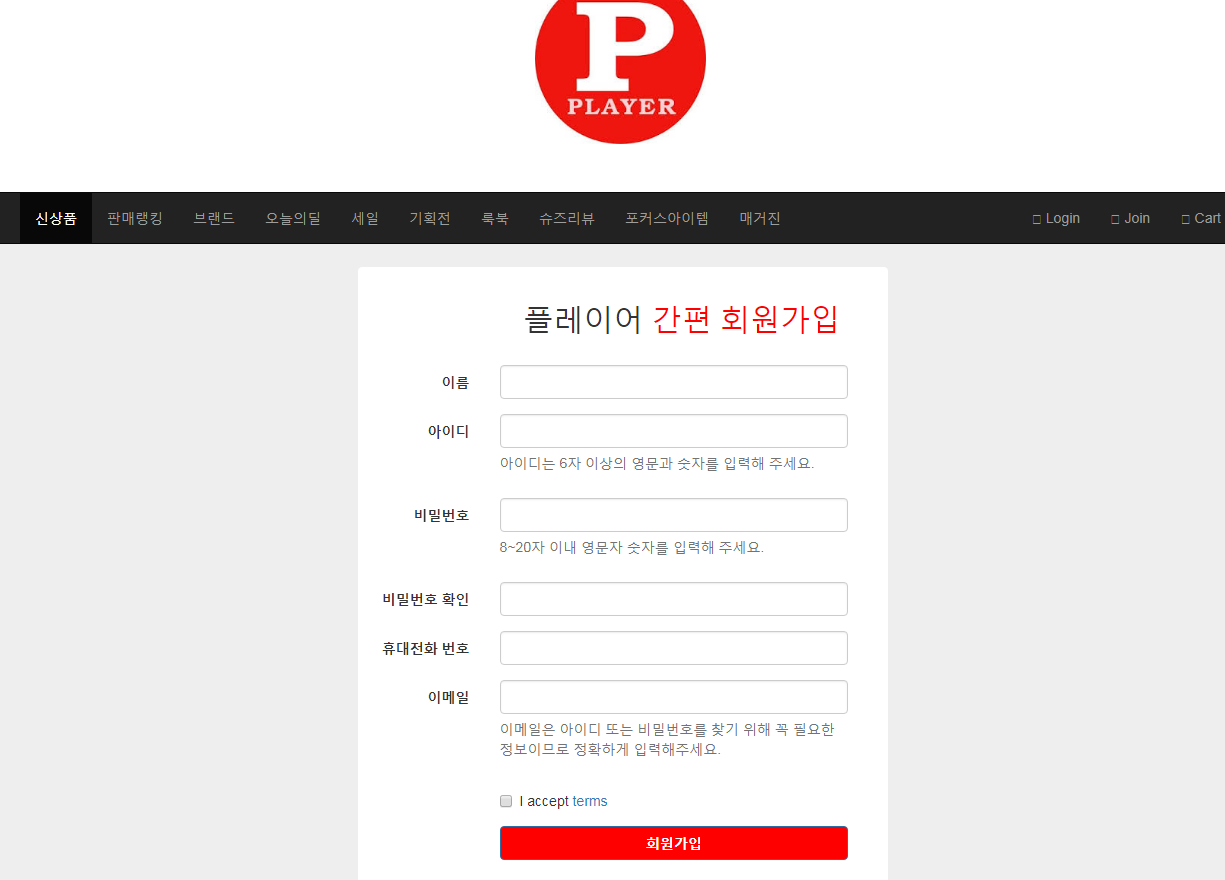 P
PLAYER
신상품 판매랭킹 브랜드 오늘의딜 세일 기획전 룩북 슈즈리뷰 포커스아이템 매거진 Login Join Cart
플레이어 간편 회원가입
이름
아이디
아이디는 6자 이상의 영문과 숫자를 입력해 주세요.
비밀번호
8~20자 이내 영문자 숫자를 입력해 주세요.
비밀번호 확인
휴대전화 번호
이메일
이메일은 아이디 또는 비밀번호를 찾기 위해 꼭 필요한
정보이므로 정확하게 입력해주세요.
I accept terms
회원가입